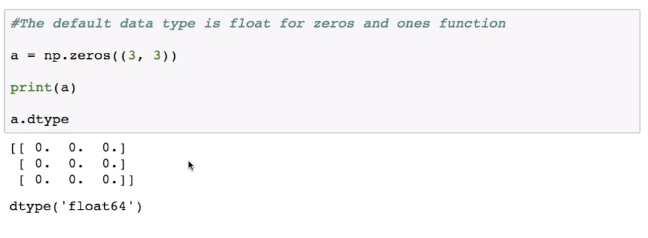 #The default data type is float for zeros and ones function
a = np.zeros((3, 3))
print(a)
a.dtype
[[ 0.  0.  0.]
 [ 0.  0.  0.]
 [ 0.  0.  0.]]
dtype('float64')